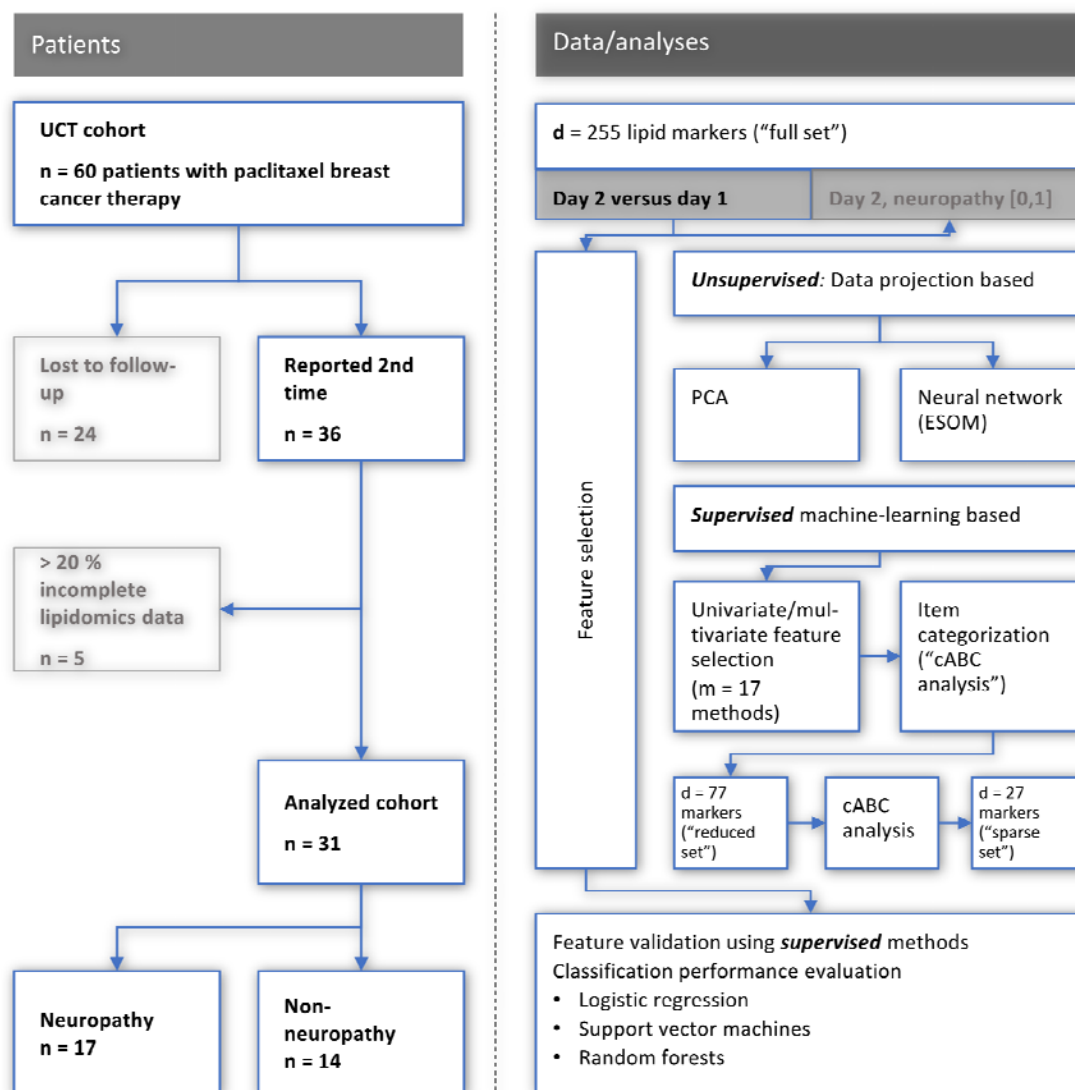 Patients
UCT cohort
n = 60 patients with paclitaxel breast
cancer therapy
Lost to follow-
up
n = 24
Reported 2nd
time
n = 36
> 20 %
incomplete
lipidomics data
n = 5
Analyzed cohort
n = 31
Neuropathy
n = 17
Non-
neuropathy
n = 14
Data/analyses
d = 255 lipid markers (“full set”)
Day 2 versus day 1
Day 2, neuropathy [0,1]
Feature selection
Unsupervised: Data projection based
PCA
Neural network
(ESOM)
Supervised machine-learning based
Univariate/mul-
tivariate feature
selection
(m = 17
methods)
Item
categorization
(“cABC
analysis”)
d = 77
markers
(“reduced
set”)
cABC
analysis
d = 27
markers
(“sparse
set”)
Feature validation using supervised methods
Classification performance evaluation
• Logistic regression
• Support vector machines
• Random forests